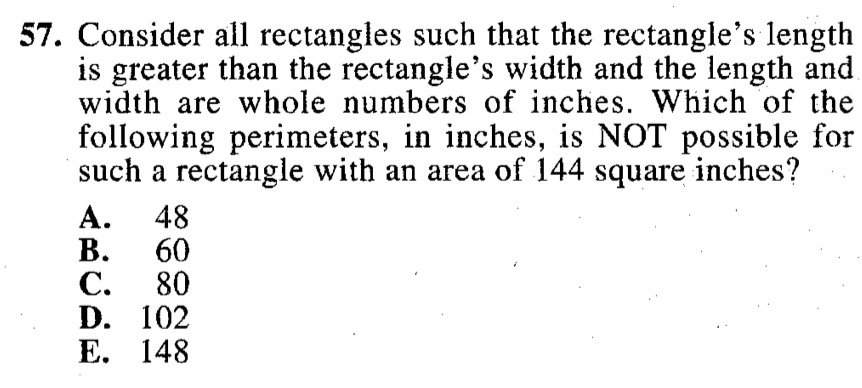 57. Consider all rectangles such that the rectangle's length
is greater than the rectangle's width and the length and
width are whole numbers of inches. Which of the
following perimeters, in inches, is NOT possible for
such a rectangle with an area of 144 square inches?
A. 48
B. 60
C. 80
D. 102
E. 148